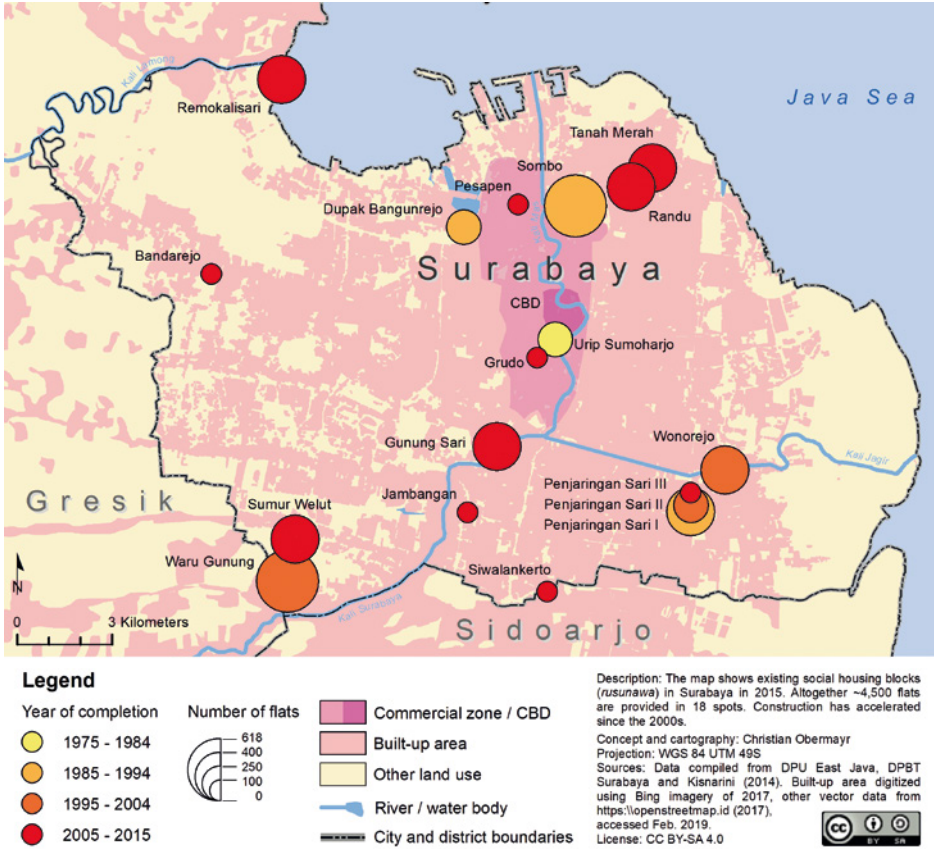 Kali Lamong
Remokalisari
Java Sea
Tanah Merah
Sombo
Pesapen
Dupak Bangunrejo
Randu
Bandarejo
Surabaya
CBD
Urip Sumoharjo
Grudo
Gunung Sari
Wonorejo
Kali Jagir
Gresik
Sumur Welut
Jambangan
Penjaringan Sari III
Penjaringan Sari II
Penjaringan Sari I
Waru Gunung
Siwalankerto
Kali Surabaya
N
0 3 Kilometers
Sidoarjo
Legend
Year of completion
1975 - 1984
1985 - 1994
1995 - 2004
2005 - 2015
Number of flats
618
400
250
100
0
Commercial zone / CBD
Built-up area
Other land use
River / water body
City and district boundaries
Description: The map shows existing social housing blocks
(rusunawa) in Surabaya in 2015. Altogether ~4,500 flats
are provided in 18 spots. Construction has accelerated
since the 2000s.
Concept and cartography: Christian Obermayr
Projection: WGS 84 UTM 49S
Sources: Data compiled from DPU East Java, DPBT
Surabaya and Kisnarini (2014). Built-up area digitized
using Bing imagery of 2017, other vector data from
https:\\openstreetmap.id (2017),
accessed Feb. 2019.
License: CC BY-SA 4.0
cc
BY SA